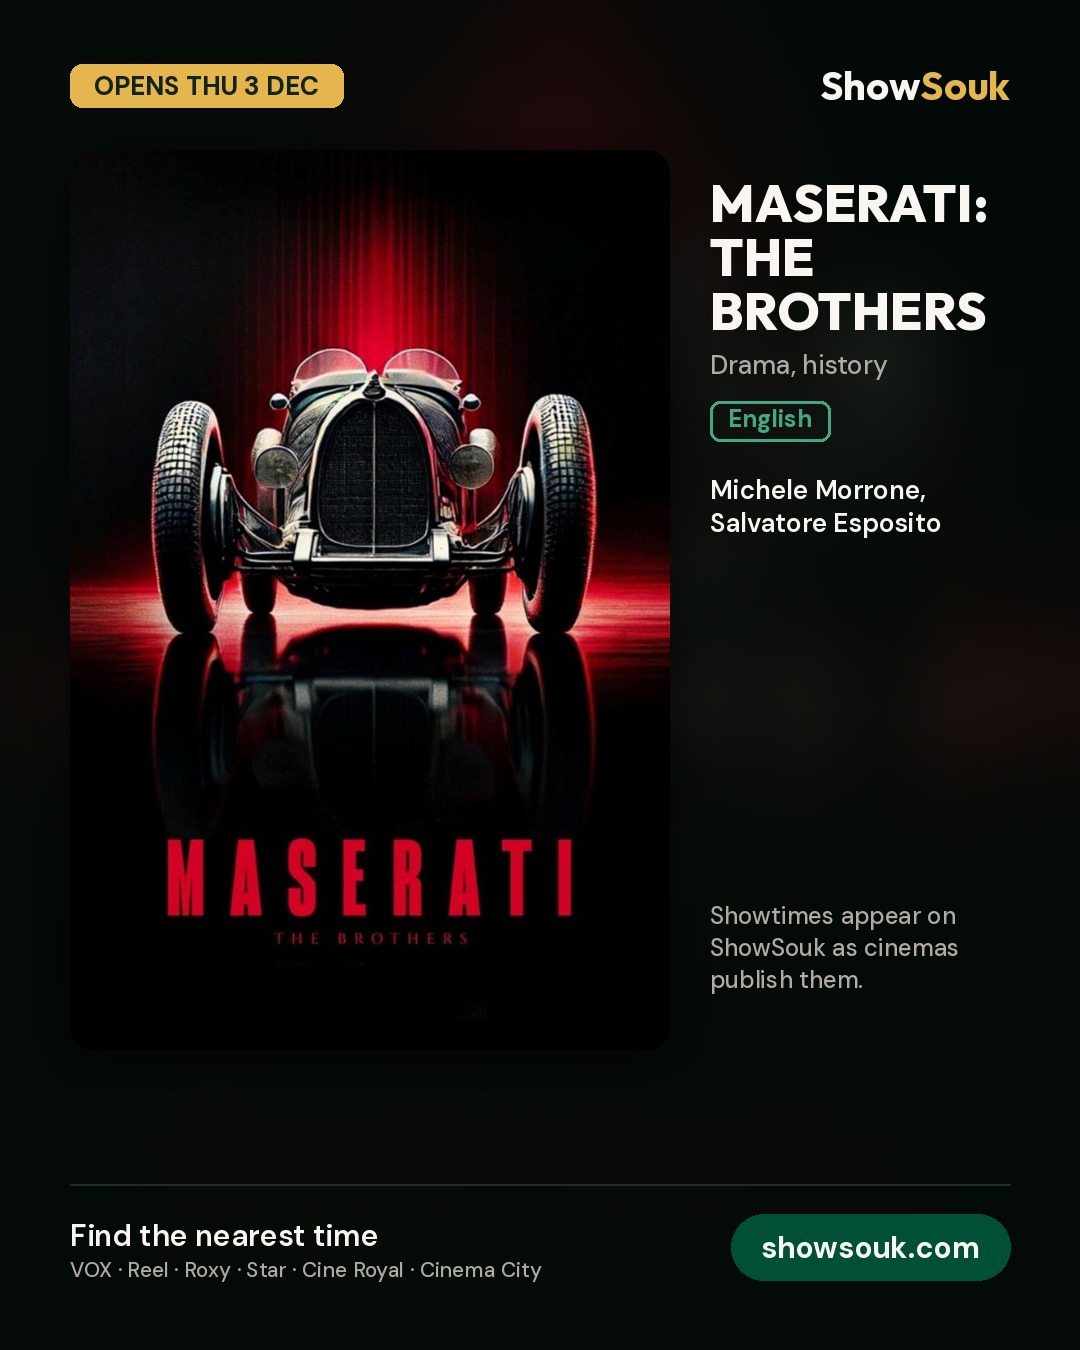 OPENS THU 3 DEC
ShowSouk
MASERATI:
THE
BROTHERS
Drama, history
English
Michele Morrone,
Salvatore Esposito
MASERATI
THE BROTHERS
Showtimes appear on
ShowSouk as cinemas
publish them.
Find the nearest time
VOX · Reel · Roxy · Star · Cine Royal · Cinema City
showsouk.com